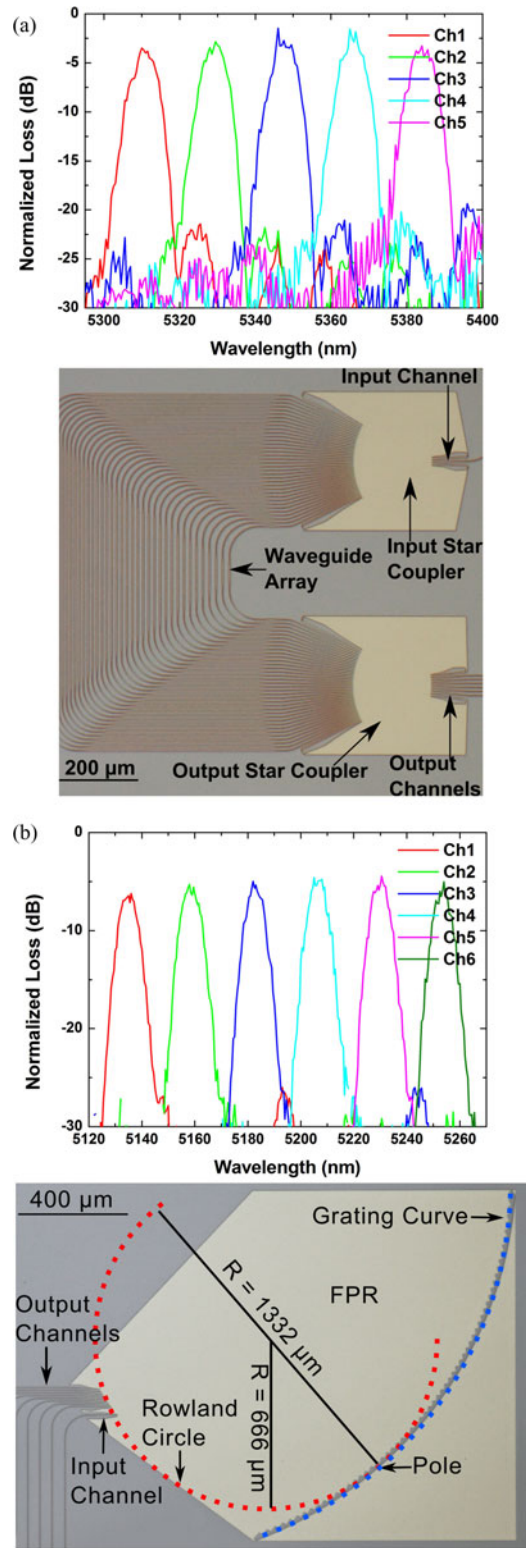 (a)
0
-5
-10
-15
-20
-25
-30
Normalized Loss (dB)
Ch1
Ch2
Ch3
Ch4
Ch5
5300
5320
5340
5360
5380
5400
Wavelength (nm)
Input Channel
Waveguide
Array
Input Star
Coupler
200 µm
Output Star Coupler
Output
Channels
(b)
0
-10
-20
-30
Normalized Loss (dB)
Ch1
Ch2
Ch3
Ch4
Ch5
Ch6
5120
5140
5160
5180
5200
5220
5240
5260
Wavelength (nm)
400 µm
Grating Curve
FPR
R = 1332 µm
Output
Channels
R = 666 µm
Rowland
Circle
Input
Channel
Pole